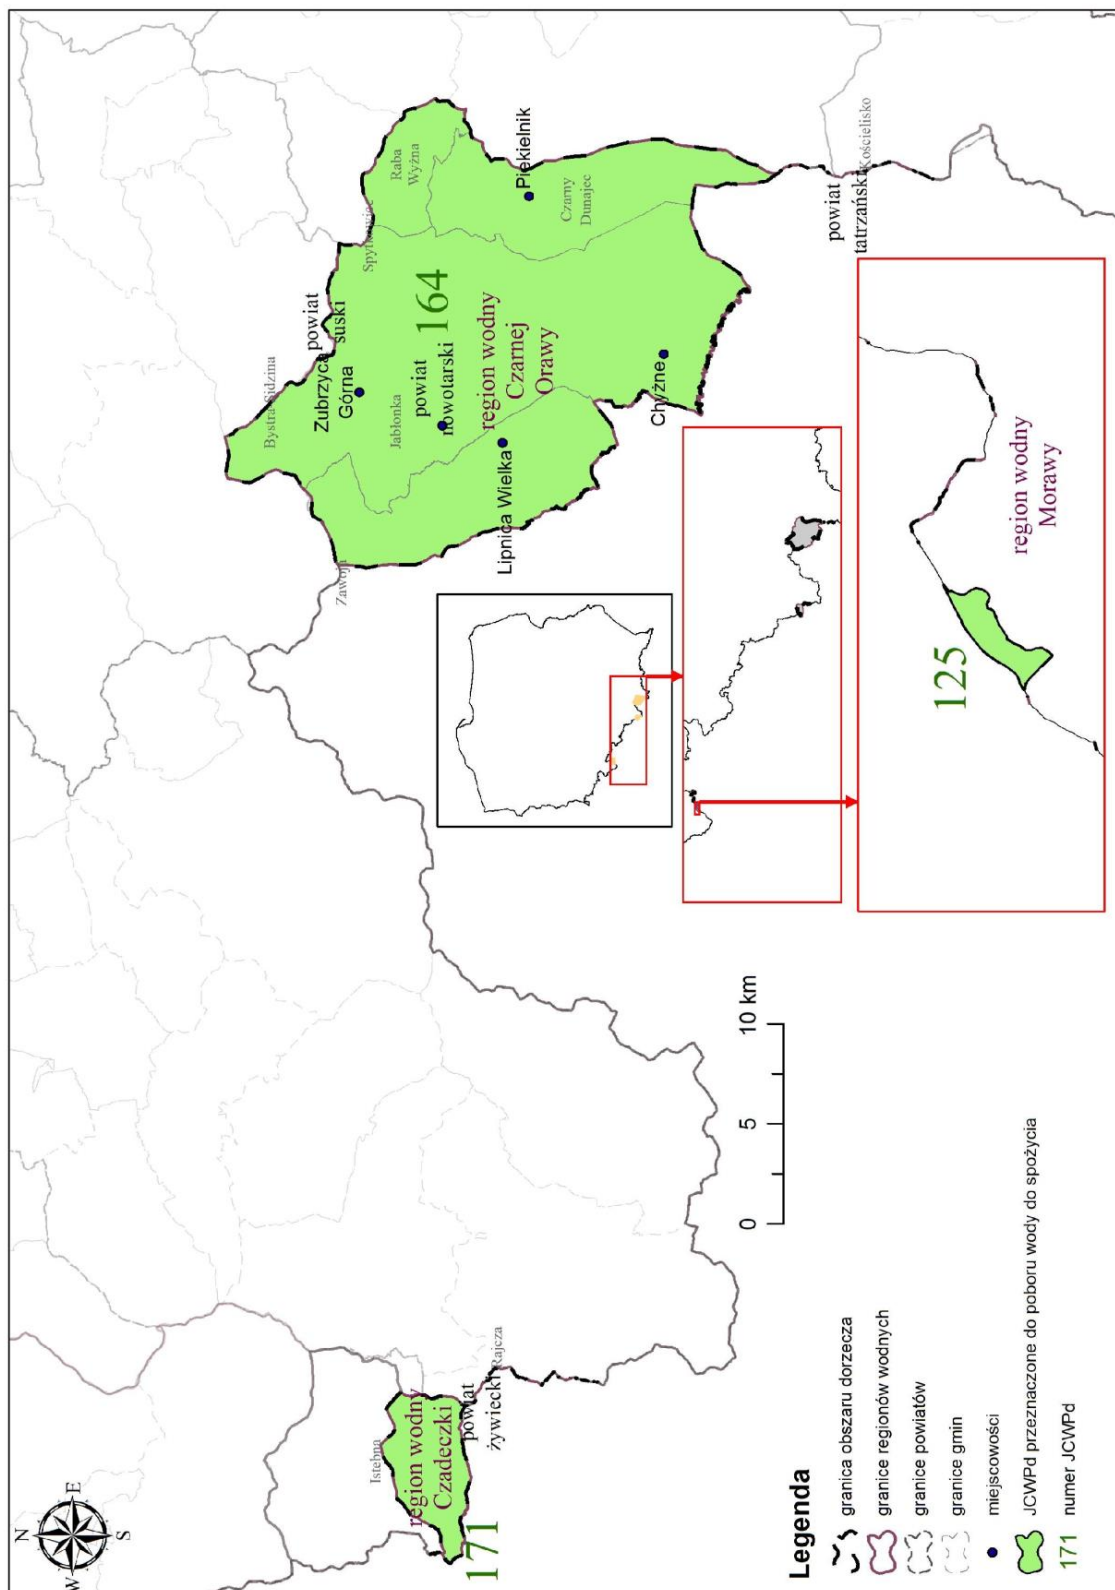 N
W
E
S
Istebna
region wodny
Czadeczki
171
powiat
żywiecki
Rajcza
Zawoja
Bystra-Sidzina
powiat
suski
Zubrzyca
Górna
Spytkowice
Raba
Wyżna
Jabłonka
powiat
nowotarski
164
region wodny
Czarnej
Orawy
Lipnica Wielka
Piekielnik
Czarny
Dunajec
Chyżne
powiat
tatrzański
Kościelisko
125
region wodny
Morawy
0
5
10 km
Legenda
granica obszaru dorzecza
granice regionów wodnych
granice powiatów
granice gmin
miejscowości
JCWPd przeznaczone do poboru wody do spożycia
171
numer JCWPd